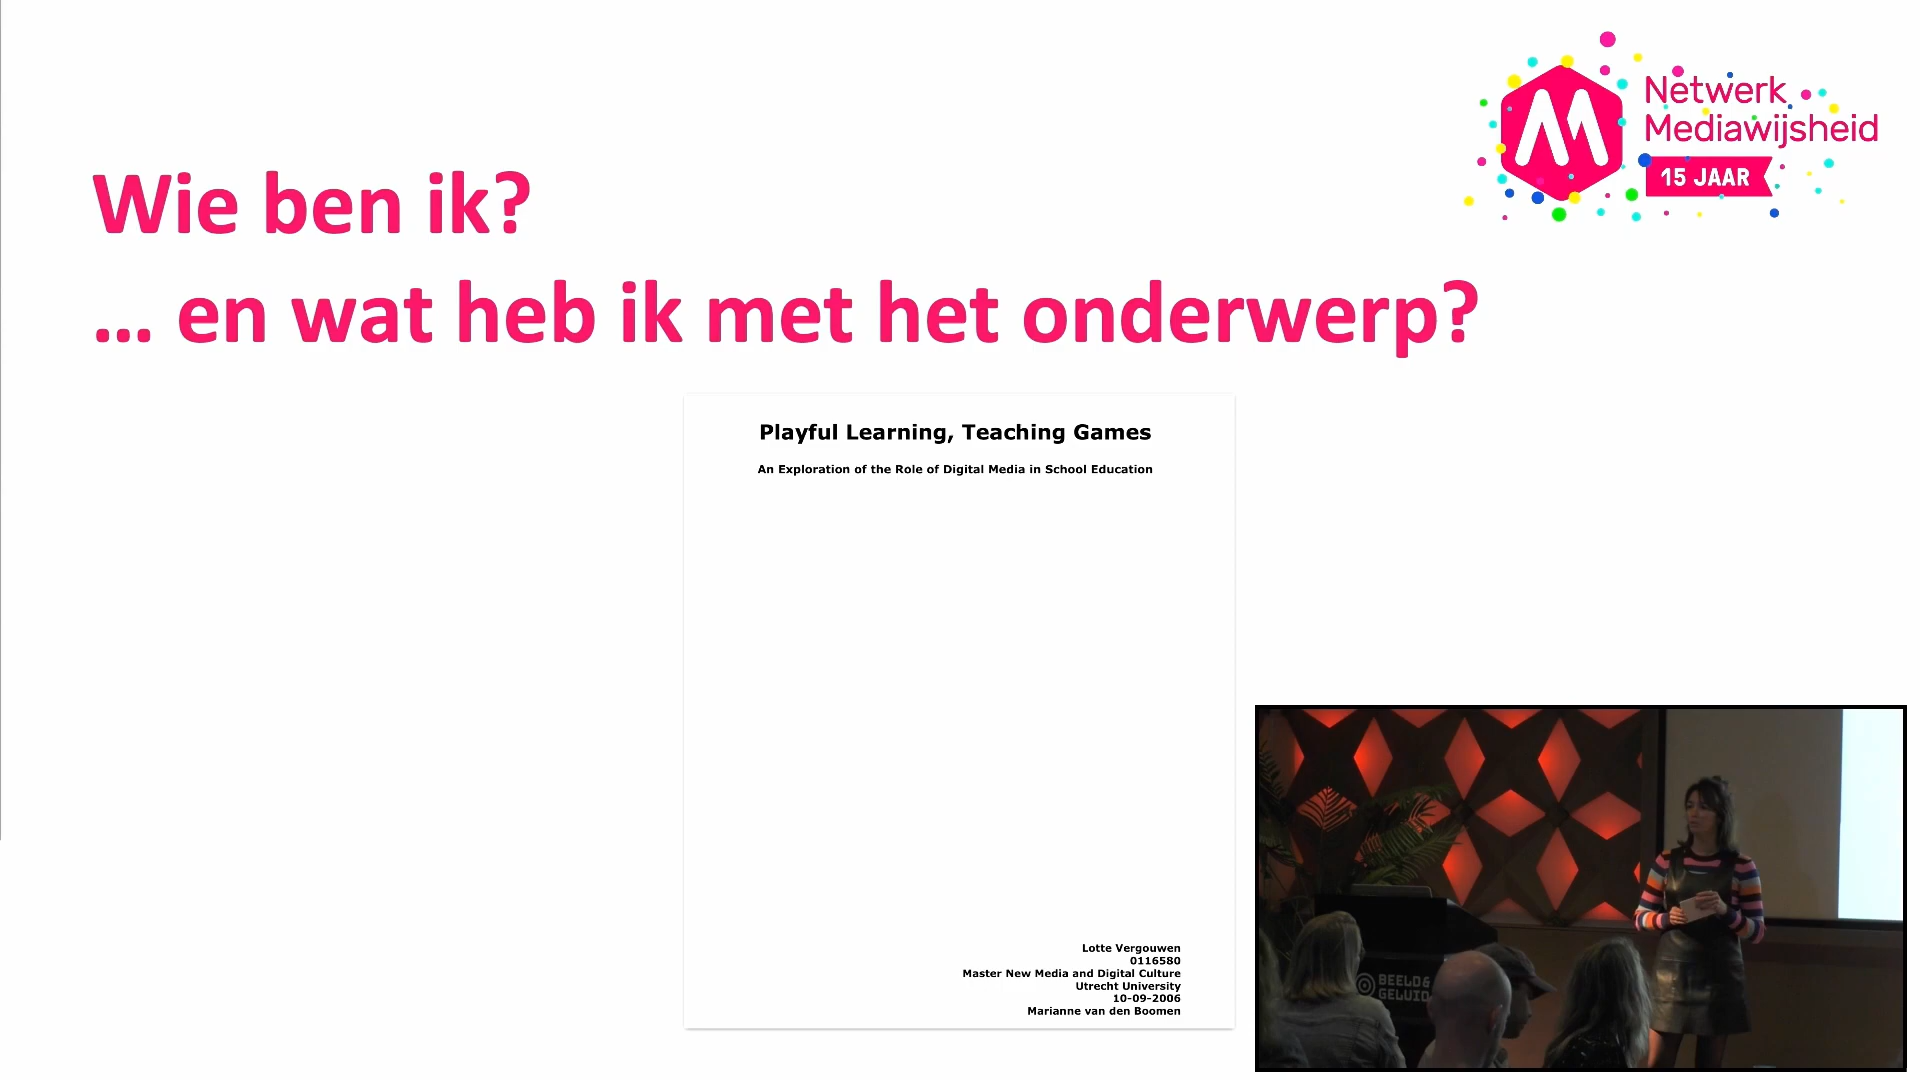 Netwerk
Mediawijsheid
15 JAAR
Wie ben ik?
... en wat heb ik met het onderwerp?
Playful Learning, Teaching Games
An Exploration of the Role of Digital Media in School Education
Lotte Vergouwen
0116580
Master New Media and Digital Culture
Utrecht University
10-09-2006
Marianne van den Boomen
BEELD&
GELUID